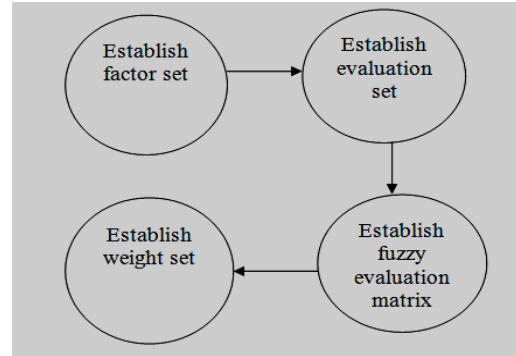 Establish
factor set
Establish
evaluation
set
Establish
fuzzy
evaluation
matrix
Establish
weight set